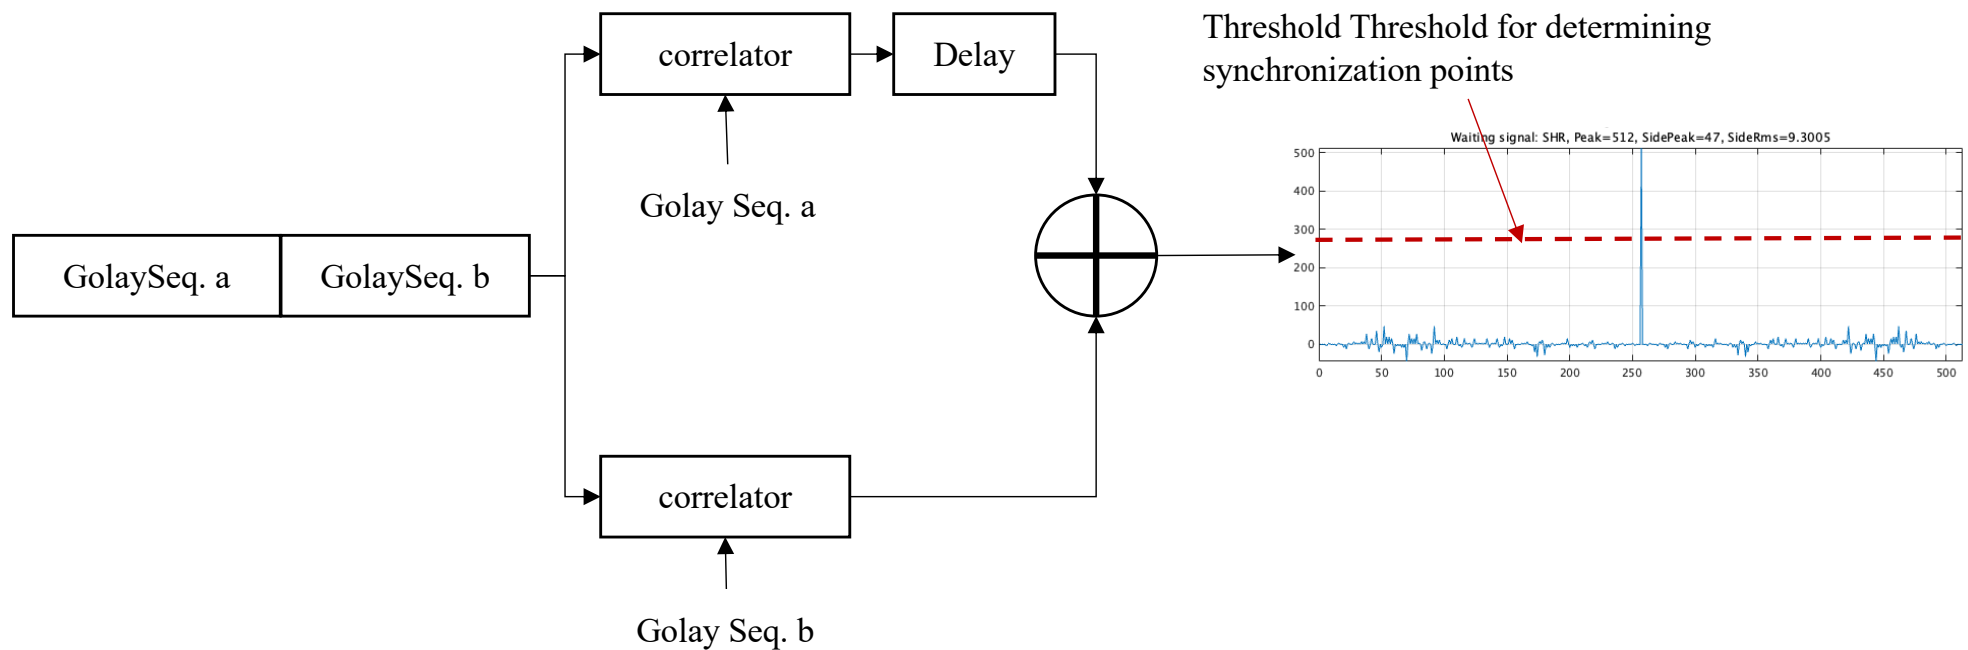 Threshold Threshold for determining
synchronization points
correlator
Delay
Golay Seq. a
GolaySeq. a
GolaySeq. b
correlator
Golay Seq. b
Waiting signal: SHR, Peak=512, SidePeak=47, SideRms=9.3005
500
400
300
200
100
0
0 50 100 150 200 250 300 350 400 450 500